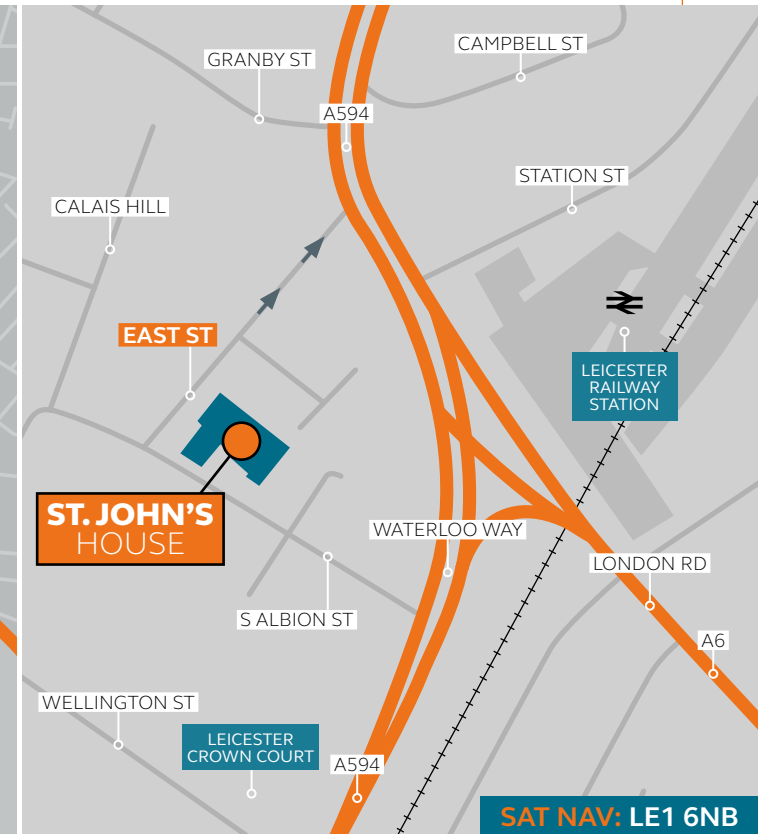 CAMPBELL ST
GRANBY ST
A594
STATION ST
CALAIS HILL
EAST ST
LEICESTER
RAILWAY
STATION
ST. JOHN'S
HOUSE
WATERLOO WAY
LONDON RD
S ALBION ST
A6
WELLINGTON ST
LEICESTER
CROWN COURT
A594
SAT NAV: LE1 6NB